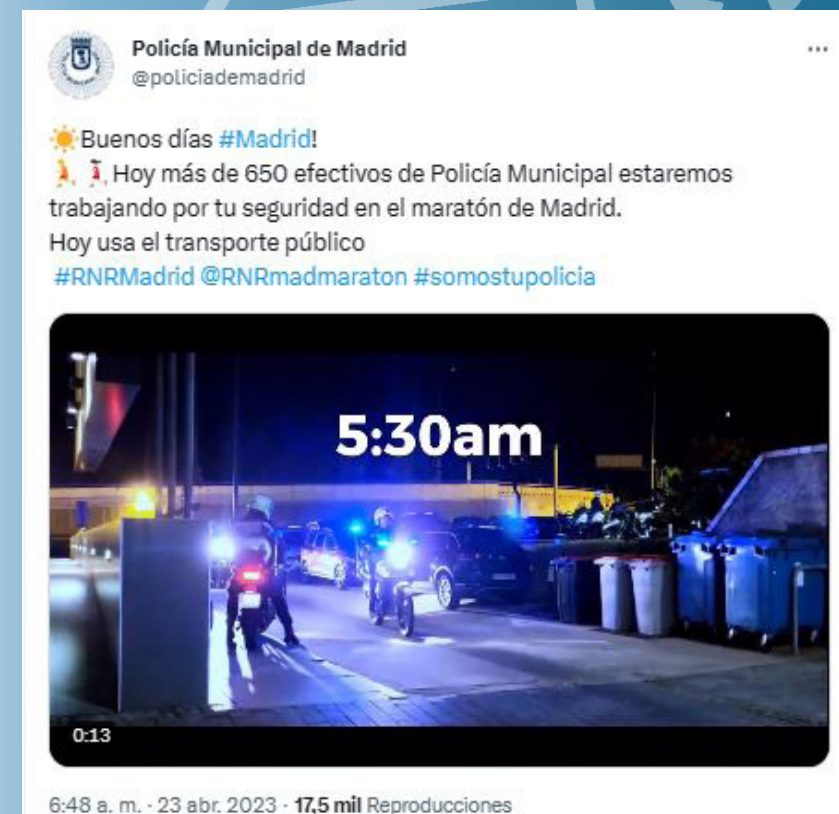 Policía Municipal de Madrid
@policiademadrid
Buenos días #Madrid!
Hoy más de 650 efectivos de Policía Municipal estaremos
trabajando por tu seguridad en el maratón de Madrid.
Hoy usa el transporte público
#RNRMadrid @RNRmadmaraton #somostupolicia
5:30am
0:13
6:48 a. m. · 23 abr. 2023 · 17,5 mil Reproducciones